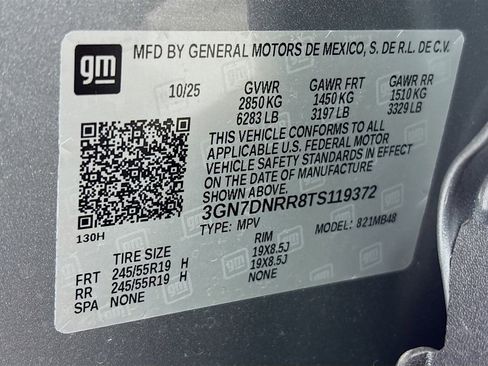 gm
MFD BY GENERAL MOTORS DE MEXICO, S. DE R.L. DE C.V.
10/25 GVWR GAWR FRT GAWR RR
2850 KG 1450 KG 1510 KG
6283 LB 3197 LB 3329 LB
THIS VEHICLE CONFORMS TO ALL
APPLICABLE U.S. FEDERAL MOTOR
VEHICLE SAFETY STANDARDS IN EFFECT
ON THE DATE OF MANUFACTURE
SHOWN ABOVE.
3GN7DNRR8TS119372
130H TYPE: MPV MODEL: 821MB48
TIRE SIZE RIM
FRT 245/55R19 H 19X8.5J
RR 245/55R19 H 19X8.5J
SPA NONE NONE